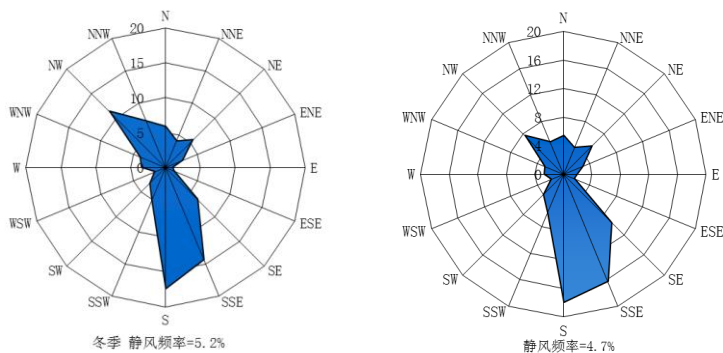 N
NNW
NNE
NW
NE
WNW
ENE
W
E
WSW
ESE
SW
SE
SSW
SSE
S
20
15
10
5
0
冬季 静风频率=5.2%
N
NNW
NNE
NW
NE
WNW
ENE
W
E
WSW
ESE
SW
SE
SSW
SSE
S
20
16
12
8
4
0
静风频率=4.7%